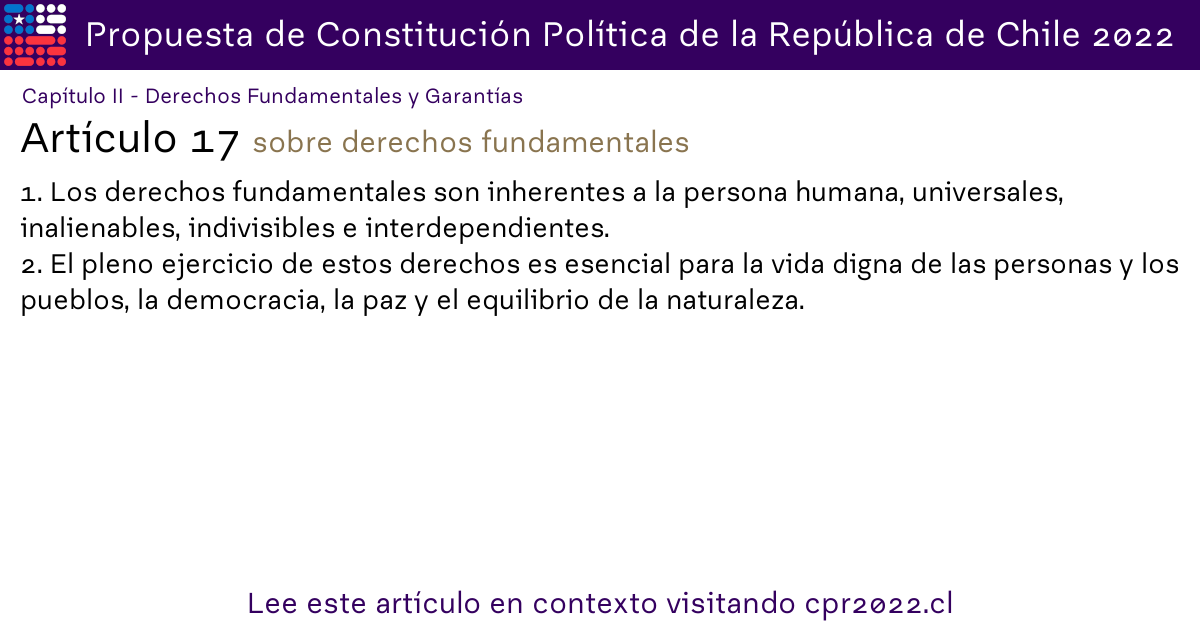 Propuesta de Constitución Política de la República de Chile 2022
Capítulo II - Derechos Fundamentales y Garantías
Artículo 17 sobre derechos fundamentales
1. Los derechos fundamentales son inherentes a la persona humana, universales,
inalienables, indivisibles e interdependientes.
2. El pleno ejercicio de estos derechos es esencial para la vida digna de las personas y los
pueblos, la democracia, la paz y el equilibrio de la naturaleza.
Lee este artículo en contexto visitando cpr2022.cl